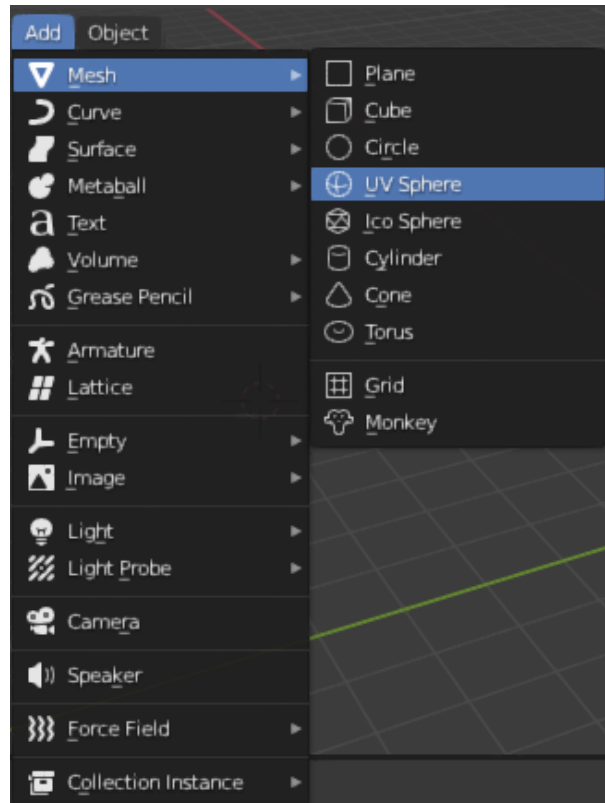 Add Object
Mesh
Curve
Surface
Metaball
Text
Volume
Grease Pencil
Armature
Lattice
Empty
Image
Light
Light Probe
Camera
Speaker
Force Field
Collection Instance
Plane
Cube
Circle
UV Sphere
Ico Sphere
Cylinder
Cone
Torus
Grid
Monkey